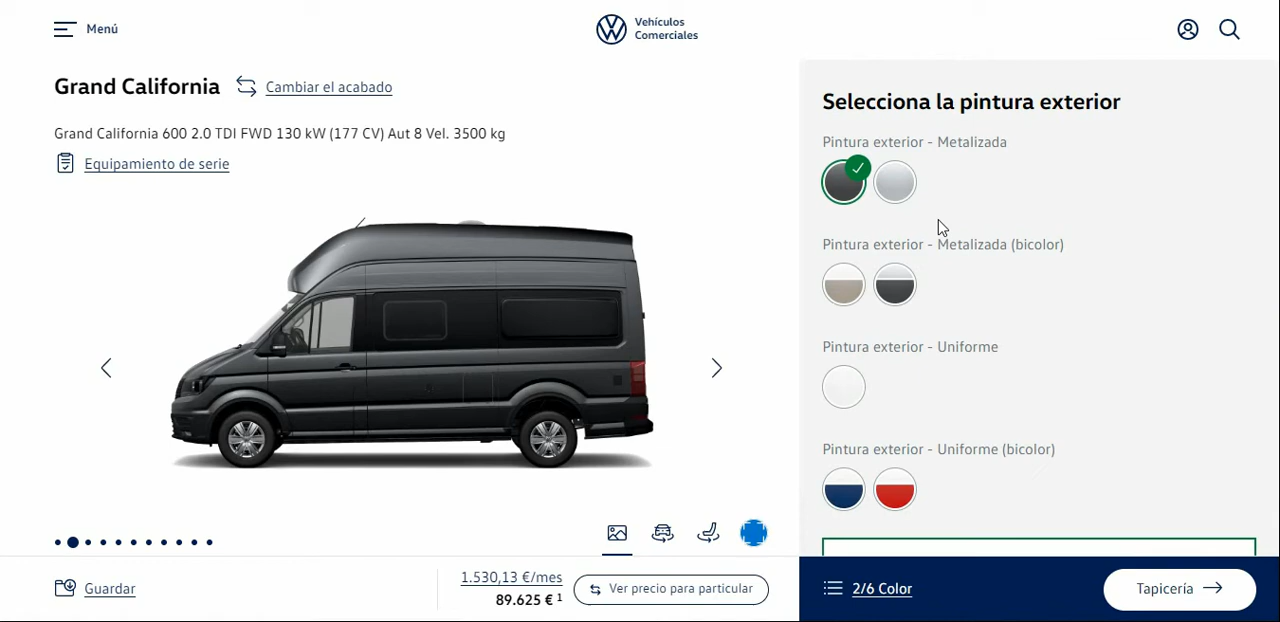 Menú
Vehículos
Comerciales
Grand California
Cambiar el acabado
Grand California 600 2.0 TDI FWD 130 kW (177 CV) Aut 8 Vel. 3500 kg
Equipamiento de serie
Selecciona la pintura exterior
Pintura exterior - Metalizada
Pintura exterior - Metalizada (bicolor)
Pintura exterior - Uniforme
Pintura exterior - Uniforme (bicolor)
Guardar
1.530,13 €/mes
89.625 € 1
Ver precio para particular
2/6 Color
Tapicería